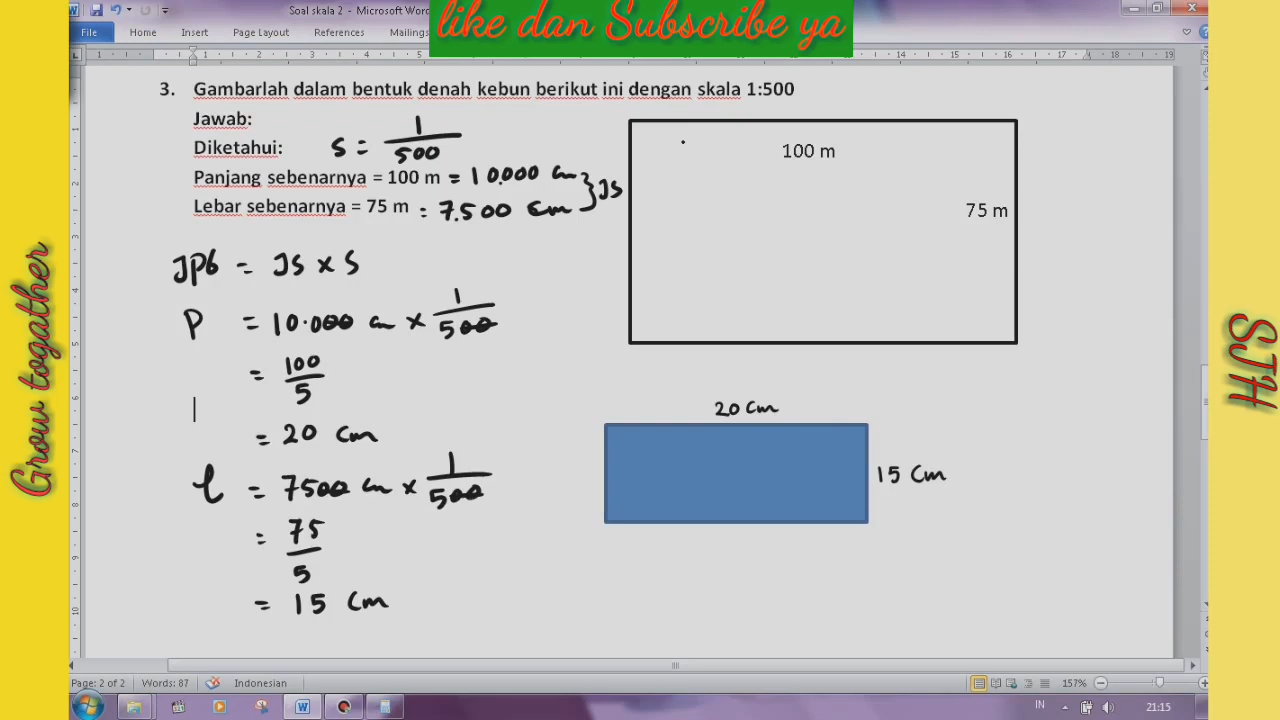 like dan Subscribe ya
Soal skala 2 - Microsoft Word
File Home Insert Page Layout References Mailings
3. Gambarlah dalam bentuk denah kebun berikut ini dengan skala 1:500
Jawab:
Diketahui: S = 1/500
Panjang sebenarnya = 100 m = 10.000 cm
Lebar sebenarnya = 75 m = 7.500 cm } JS
100 m
75 m
JPG = JS x S
P = 10.000 cm x 1/500
= 100/5
= 20 cm
l = 7500 cm x 1/500
= 75/5
= 15 cm
20 cm
15 cm
Grow togather
SJH
Page: 2 of 2 Words: 87 Indonesian 157%
IN 21:15